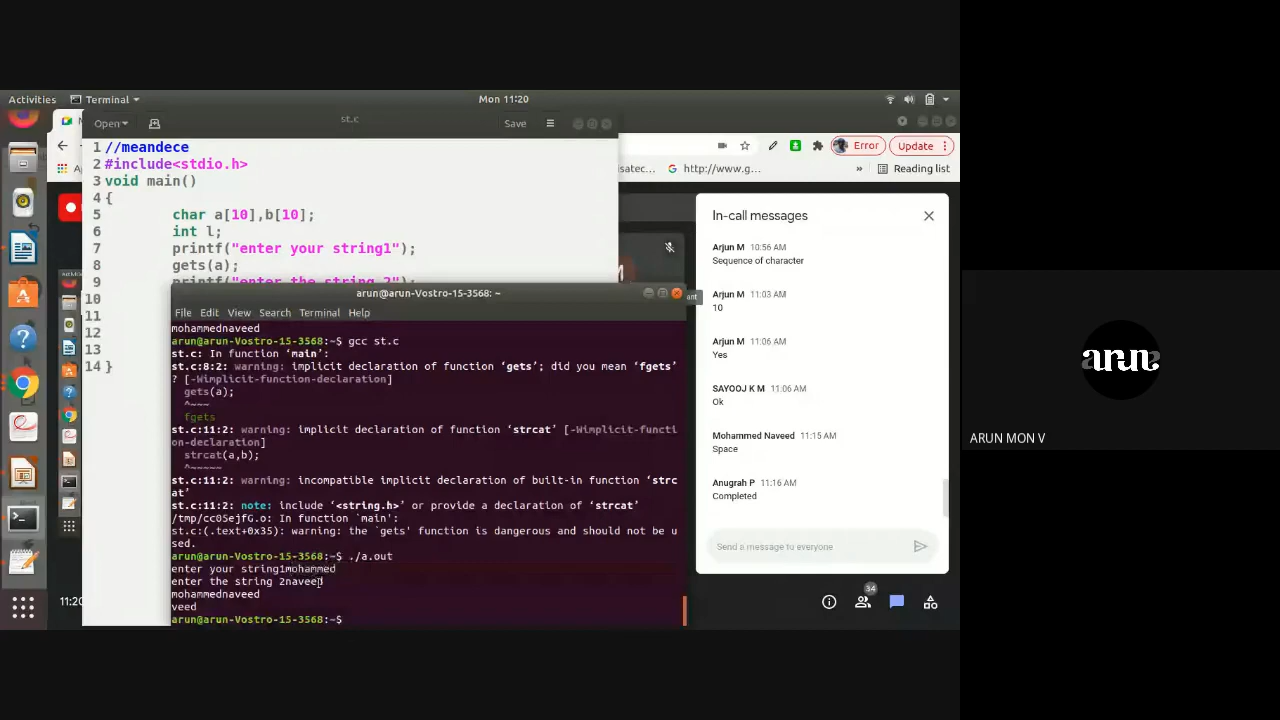 Activities Terminal Mon 11:20
Open st.c Save
Error Update
isatec... http://www.g... » Reading list
1 //meandece
2 #include<stdio.h>
3 void main()
4 {
5 char a[10],b[10];
6 int l;
7 printf("enter your string1");
8 gets(a);
9 printf("enter the string 2");
10
11
12
13
14 }
arun@arun-Vostro-15-3568: ~
File Edit View Search Terminal Help
mohammednaveed
arun@arun-Vostro-15-3568:~$ gcc st.c
st.c: In function ‘main’:
st.c:8:2: warning: implicit declaration of function ‘gets’; did you mean ‘fgets’
? [-Wimplicit-function-declaration]
gets(a);
^~~~
fgets
st.c:11:2: warning: implicit declaration of function ‘strcat’ [-Wimplicit-functi
on-declaration]
strcat(a,b);
^~~~~~
st.c:11:2: warning: incompatible implicit declaration of built-in function ‘strc
at’
st.c:11:2: note: include ‘<string.h>’ or provide a declaration of ‘strcat’
/tmp/cc0SejfG.o: In function `main':
st.c:(.text+0x35): warning: the `gets' function is dangerous and should not be u
sed.
arun@arun-Vostro-15-3568:~$ ./a.out
enter your string1mohammed
enter the string 2naveed
mohammednaveed
veed
arun@arun-Vostro-15-3568:~$
11:20
In-call messages
Arjun M 10:56 AM
Sequence of character
Arjun M 11:03 AM
10
Arjun M 11:06 AM
Yes
SAYOOJ K M 11:06 AM
Ok
Mohammed Naveed 11:15 AM
Space
Anugrah P 11:16 AM
Completed
Send a message to everyone
34
arun
ARUN MON V